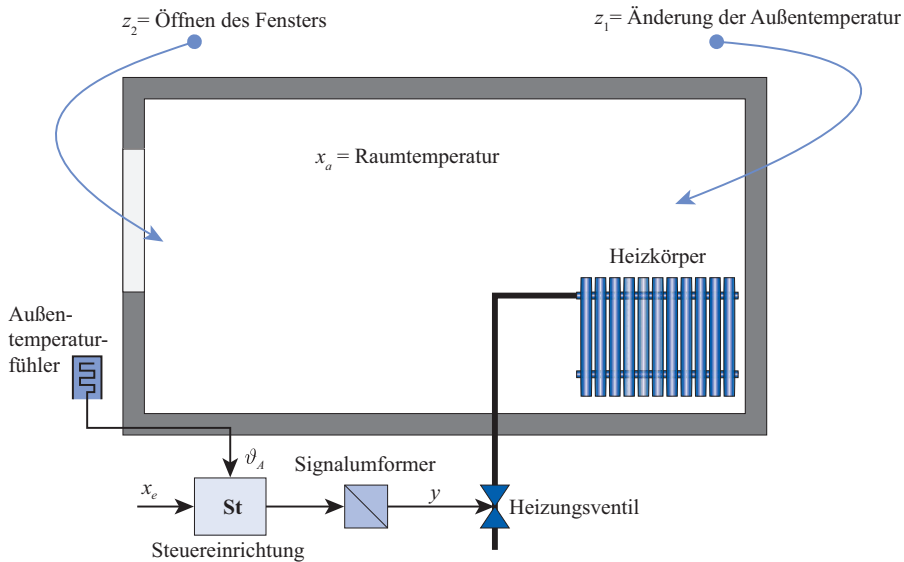 z₂= Öffnen des Fensters
z₁= Änderung der Außentemperatur
xₐ = Raumtemperatur
Heizkörper
Außen-
temperatur-
fühler
ϑ_A
Signalumformer
xₑ
St
y
Heizungsventil
Steuereinrichtung